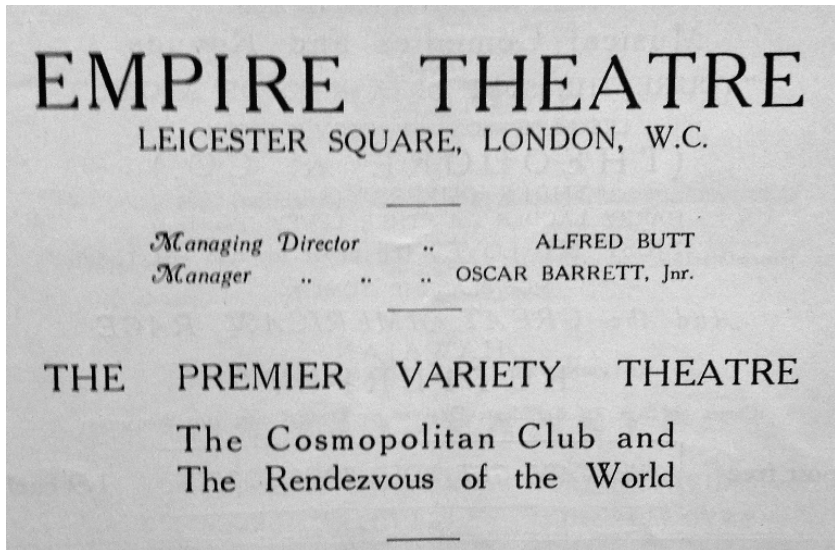 EMPIRE THEATRE
LEICESTER SQUARE, LONDON, W.C.
Managing Director .. ALFRED BUTT
Manager .. .. .. OSCAR BARRETT, Jnr.
THE PREMIER VARIETY THEATRE
The Cosmopolitan Club and
The Rendezvous of the World